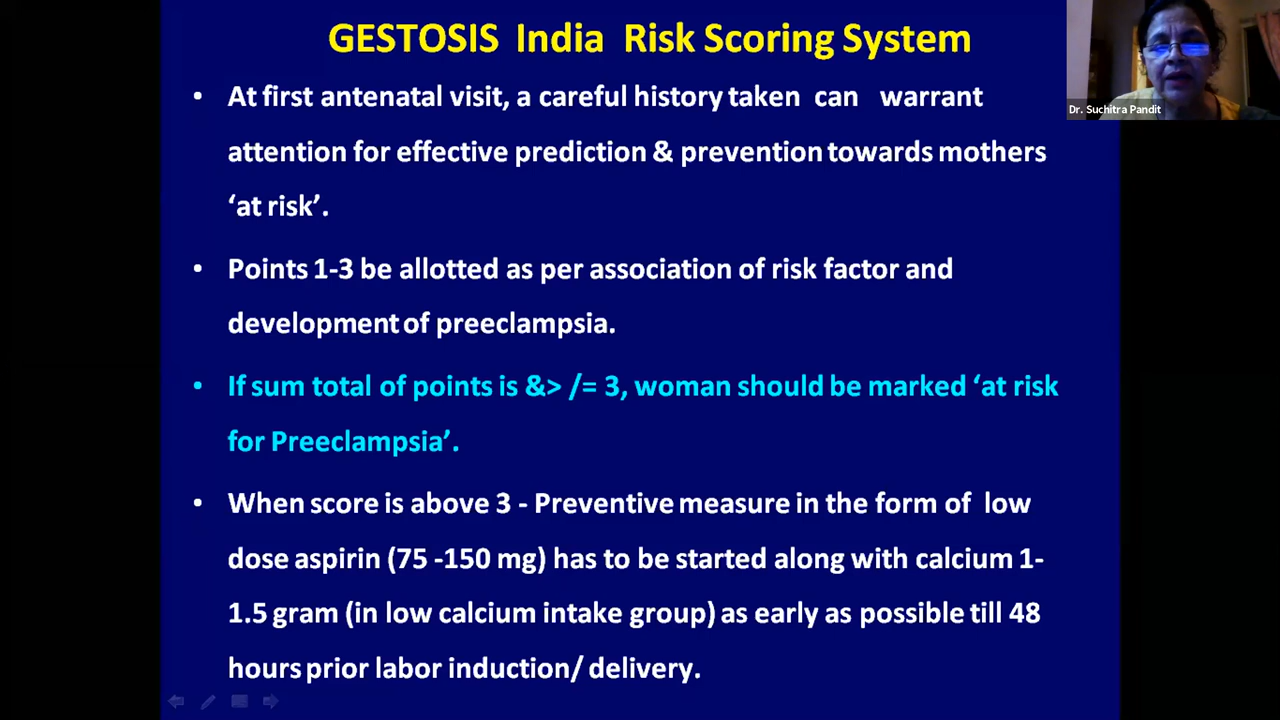 GESTOSIS India Risk Scoring System
Dr. Suchitra Pandit
• At first antenatal visit, a careful history taken can warrant
attention for effective prediction & prevention towards mothers
‘at risk’.
• Points 1-3 be allotted as per association of risk factor and
development of preeclampsia.
• If sum total of points is &> /= 3, woman should be marked ‘at risk
for Preeclampsia’.
• When score is above 3 - Preventive measure in the form of low
dose aspirin (75 -150 mg) has to be started along with calcium 1-
1.5 gram (in low calcium intake group) as early as possible till 48
hours prior labor induction/ delivery.